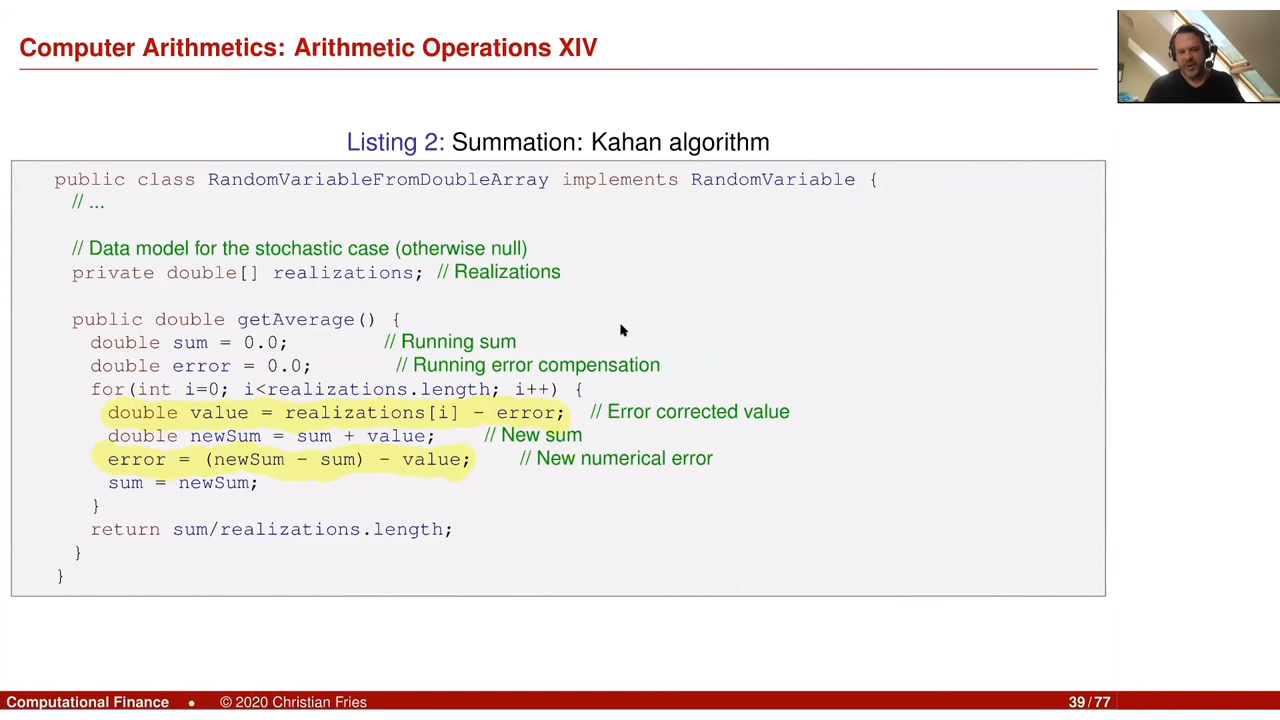 Computer Arithmetics: Arithmetic Operations XIV
Listing 2: Summation: Kahan algorithm
public class RandomVariableFromDoubleArray implements RandomVariable {
// ...
// Data model for the stochastic case (otherwise null)
private double[] realizations; // Realizations
public double getAverage() {
double sum = 0.0; // Running sum
double error = 0.0; // Running error compensation
for(int i=0; i<realizations.length; i++) {
double value = realizations[i] - error; // Error corrected value
double newSum = sum + value; // New sum
error = (newSum - sum) - value; // New numerical error
sum = newSum;
}
return sum/realizations.length;
}
}
Computational Finance • © 2020 Christian Fries 39/77